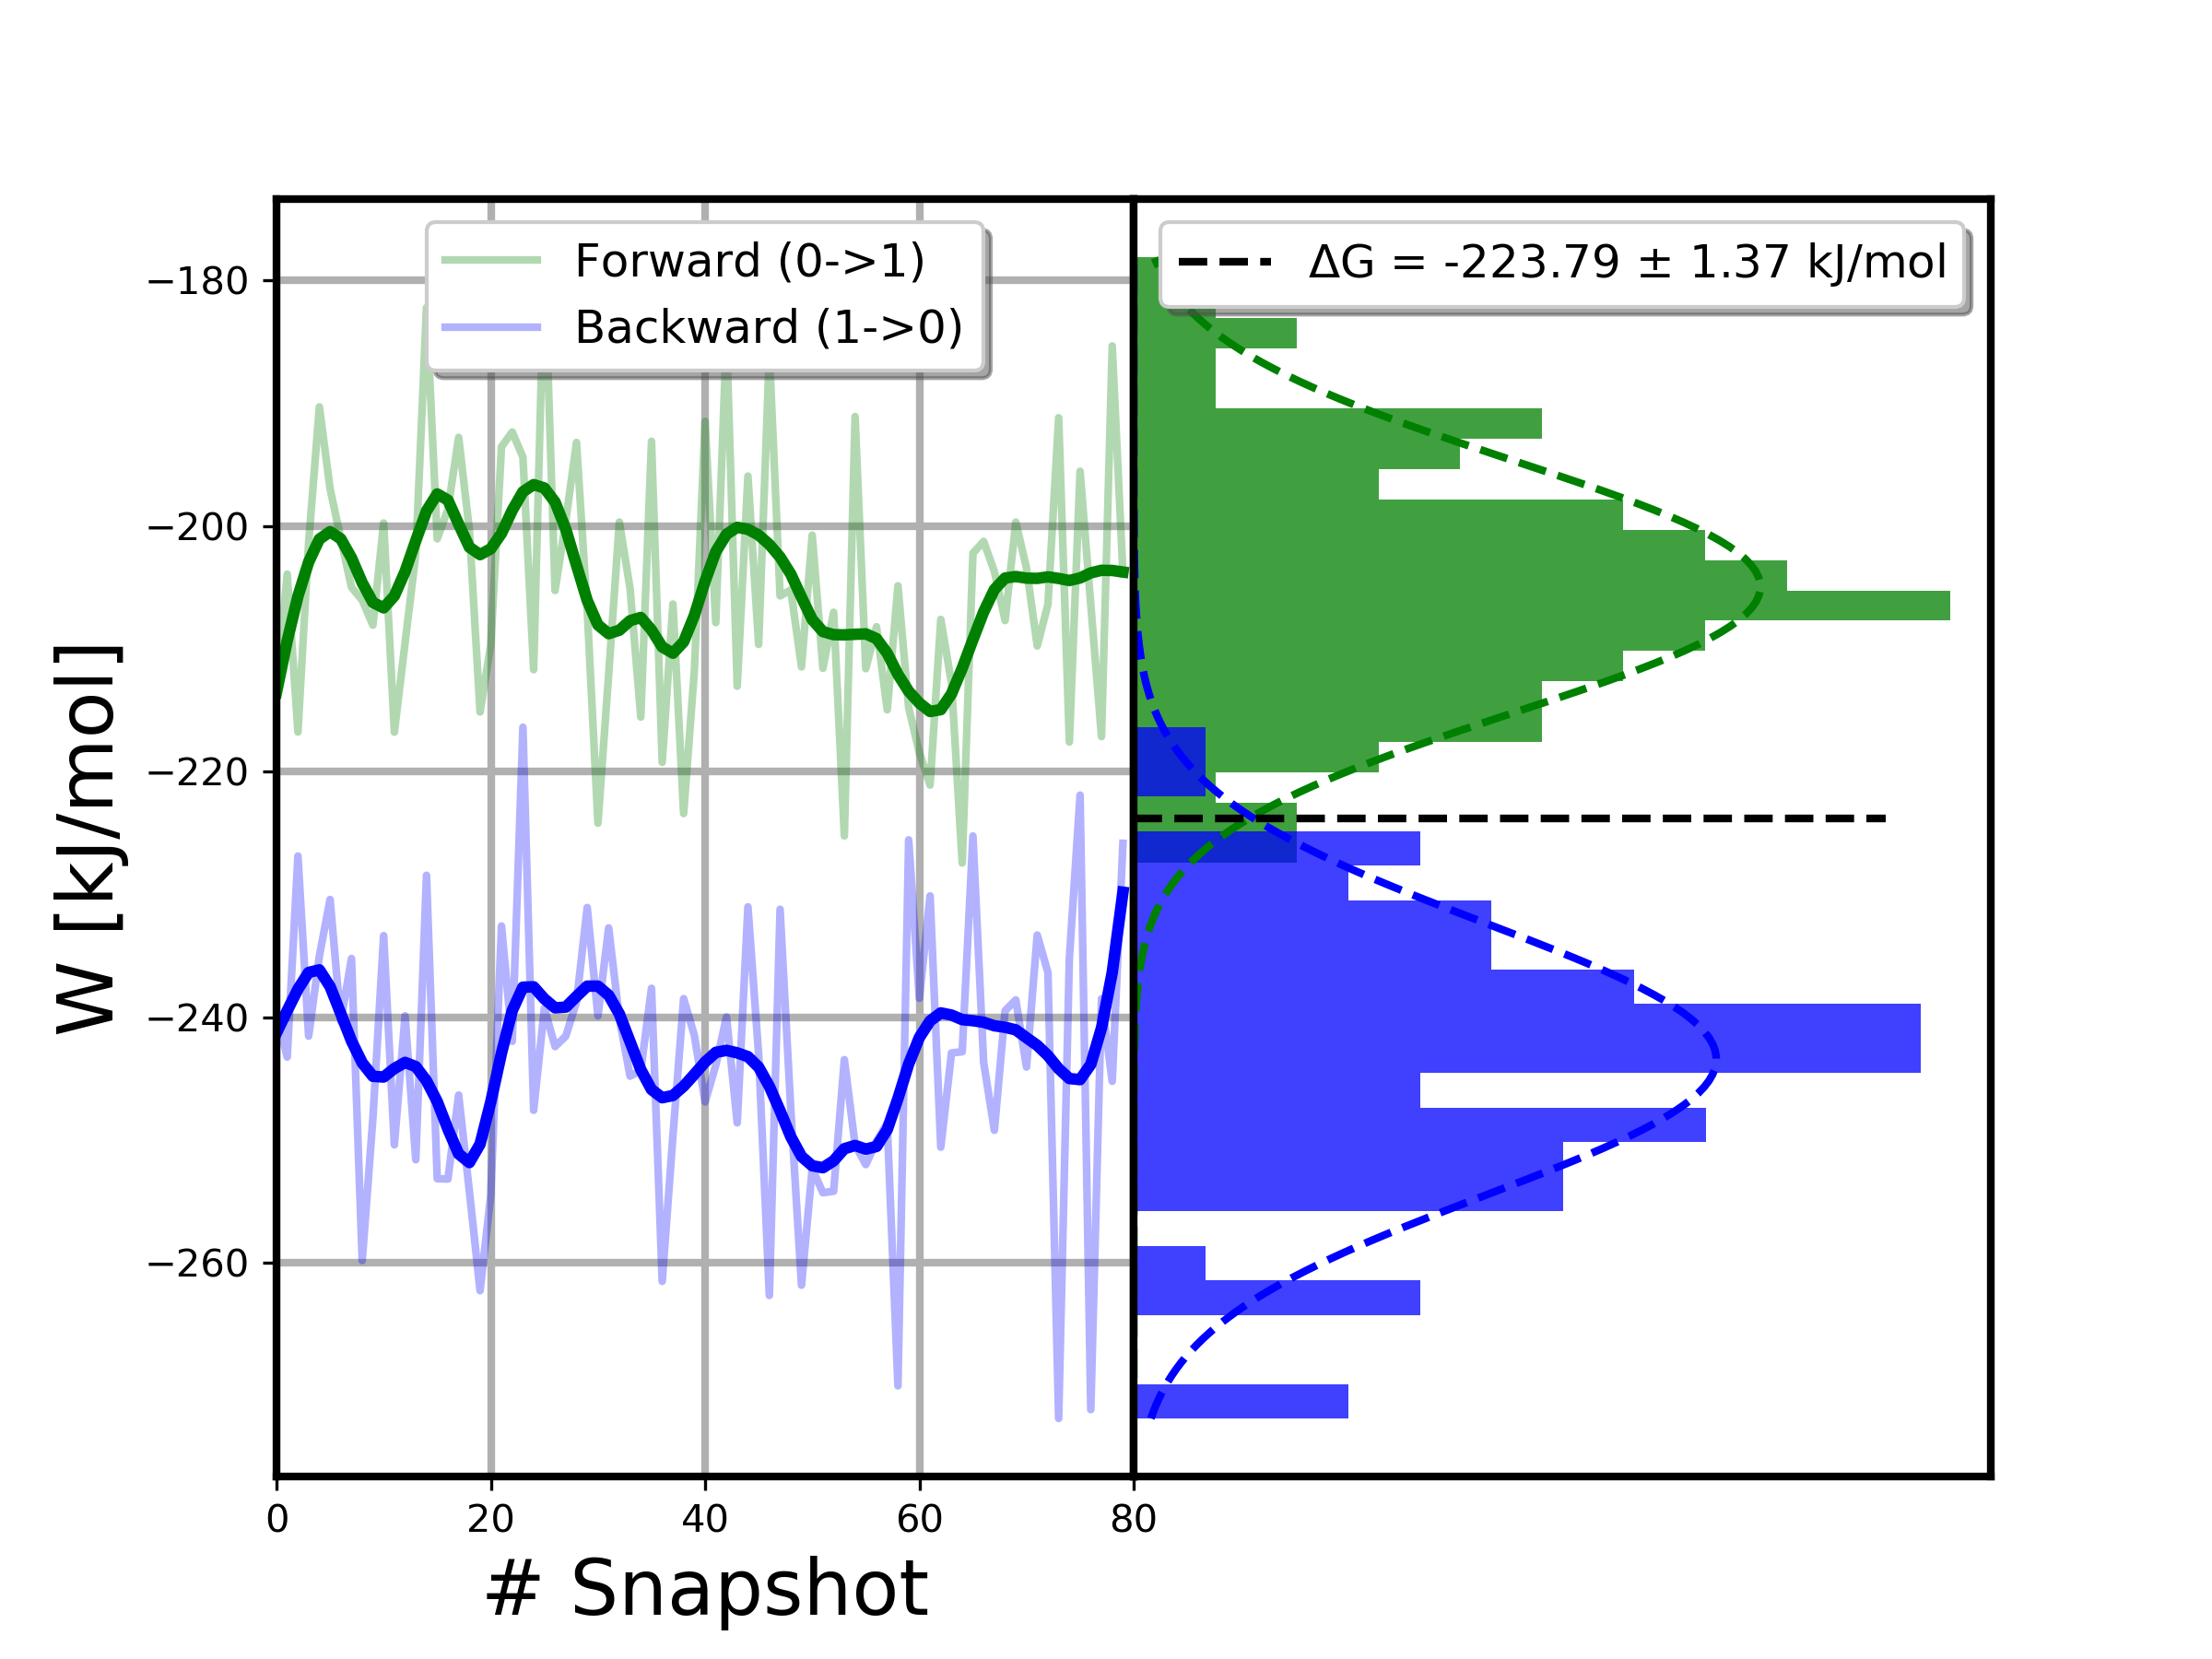 Forward (0->1)
Backward (1->0)
ΔG = -223.79 ± 1.37 kJ/mol
−180
−200
−220
−240
−260
W [kJ/mol]
0 20 40 60 80
# Snapshot